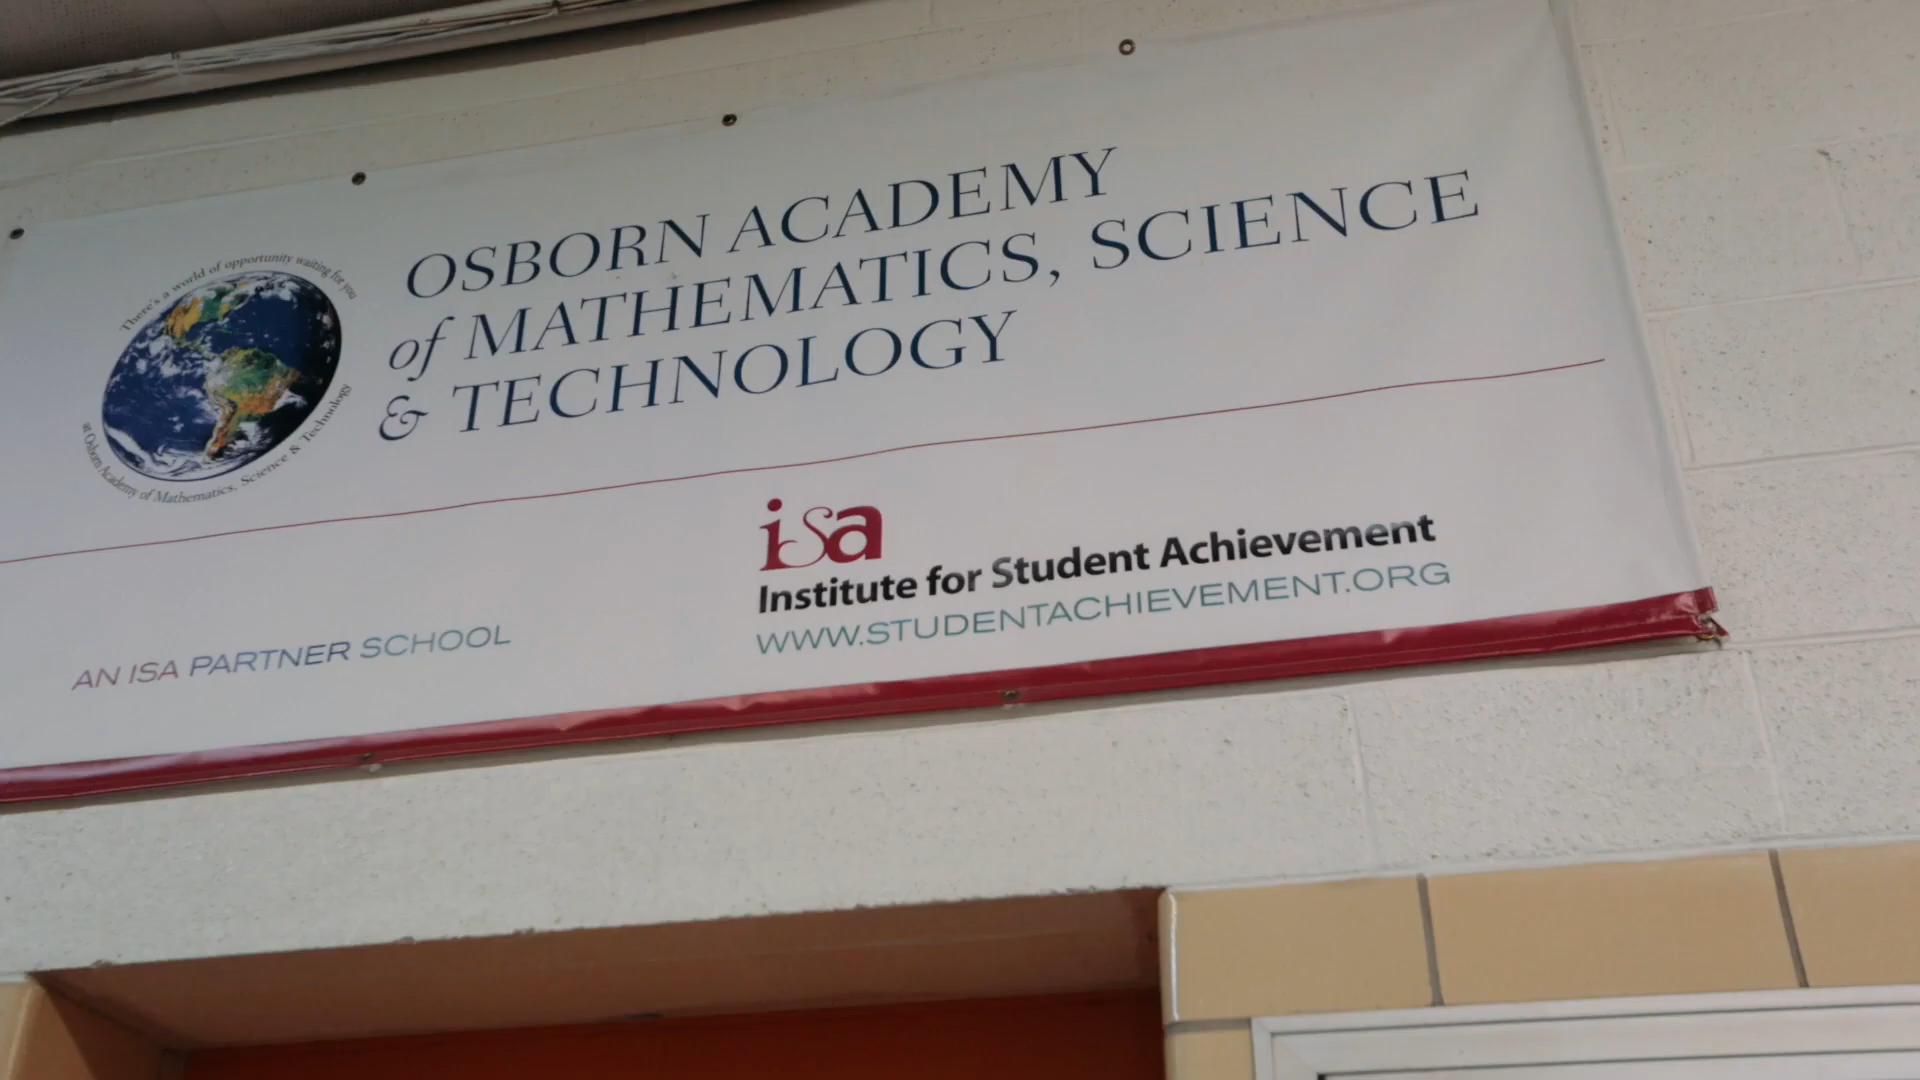 There's a world of opportunity waiting for you
at Osborn Academy of Mathematics, Science & Technology
OSBORN ACADEMY
of MATHEMATICS, SCIENCE
& TECHNOLOGY
AN ISA PARTNER SCHOOL
isa
Institute for Student Achievement
WWW.STUDENTACHIEVEMENT.ORG